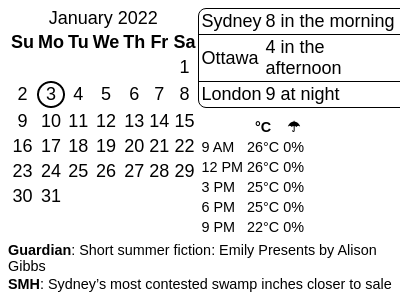 January 2022
Su Mo Tu We Th Fr Sa
1
2 3 4 5 6 7 8
9 10 11 12 13 14 15
16 17 18 19 20 21 22
23 24 25 26 27 28 29
30 31
Sydney 8 in the morning
Ottawa 4 in the
afternoon
London 9 at night
°C ☂
9 AM 26°C 0%
12 PM 26°C 0%
3 PM 25°C 0%
6 PM 25°C 0%
9 PM 22°C 0%
Guardian: Short summer fiction: Emily Presents by Alison
Gibbs
SMH: Sydney’s most contested swamp inches closer to sale